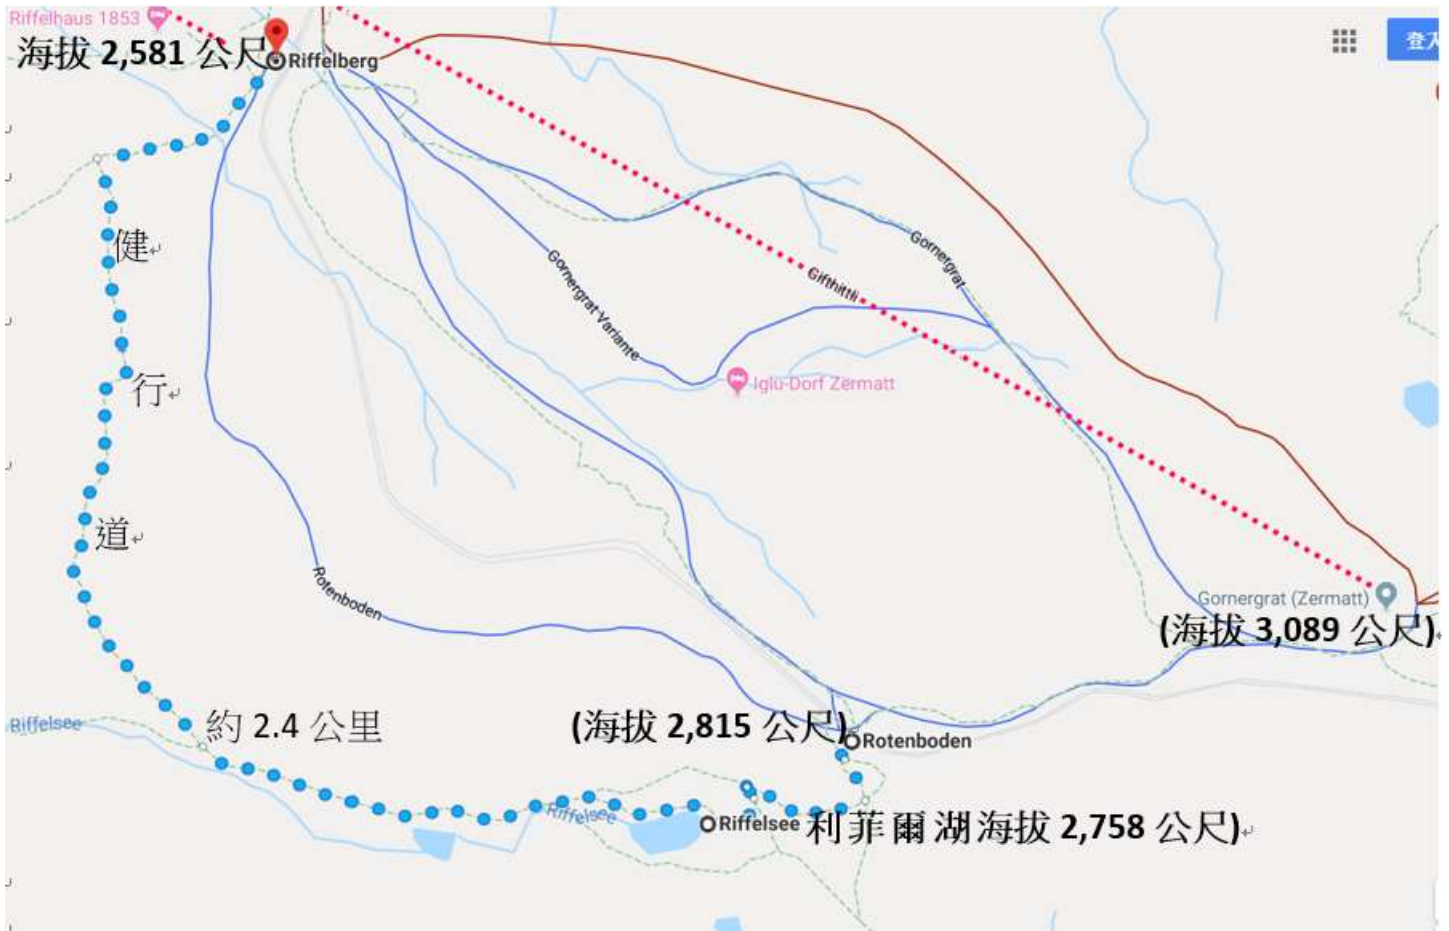 Riffelhaus 1853
海拔 2,581 公尺
Riffelberg
登入
健
Gornergrat
Gornergrat Variante
Gifthittli
行
Iglu-Dorf Zermatt
道
Rotenboden
Gornergrat (Zermatt)
(海拔 3,089 公尺)
Riffelsee
約 2.4 公里
(海拔 2,815 公尺)
Rotenboden
Riffelsee
Riffelsee 利菲爾湖海拔 2,758 公尺)